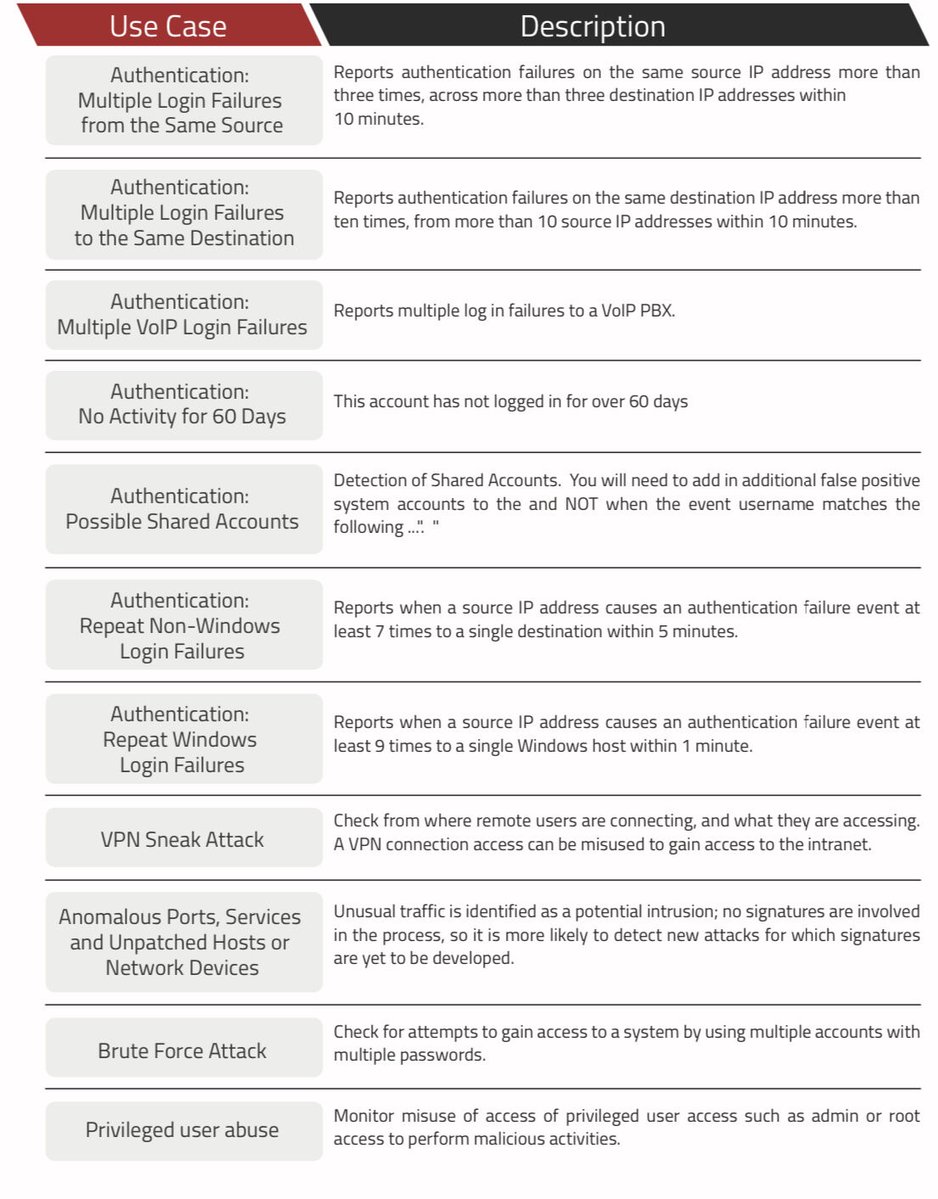 Use Case
Description
Authentication:
Multiple Login Failures
from the Same Source
Reports authentication failures on the same source IP address more than
three times, across more than three destination IP addresses within
10 minutes.
Authentication:
Multiple Login Failures
to the Same Destination
Reports authentication failures on the same destination IP address more than
ten times, from more than 10 source IP addresses within 10 minutes.
Authentication:
Multiple VoIP Login Failures
Reports multiple log in failures to a VoIP PBX.
Authentication:
No Activity for 60 Days
This account has not logged in for over 60 days
Authentication:
Possible Shared Accounts
Detection of Shared Accounts. You will need to add in additional false positive
system accounts to the and NOT when the event username matches the
following ...". "
Authentication:
Repeat Non-Windows
Login Failures
Reports when a source IP address causes an authentication failure event at
least 7 times to a single destination within 5 minutes.
Authentication:
Repeat Windows
Login Failures
Reports when a source IP address causes an authentication failure event at
least 9 times to a single Windows host within 1 minute.
VPN Sneak Attack
Check from where remote users are connecting, and what they are accessing.
A VPN connection access can be misused to gain access to the intranet.
Anomalous Ports, Services
and Unpatched Hosts or
Network Devices
Unusual traffic is identified as a potential intrusion; no signatures are involved
in the process, so it is more likely to detect new attacks for which signatures
are yet to be developed.
Brute Force Attack
Check for attempts to gain access to a system by using multiple accounts with
multiple passwords.
Privileged user abuse
Monitor misuse of access of privileged user access such as admin or root
access to perform malicious activities.